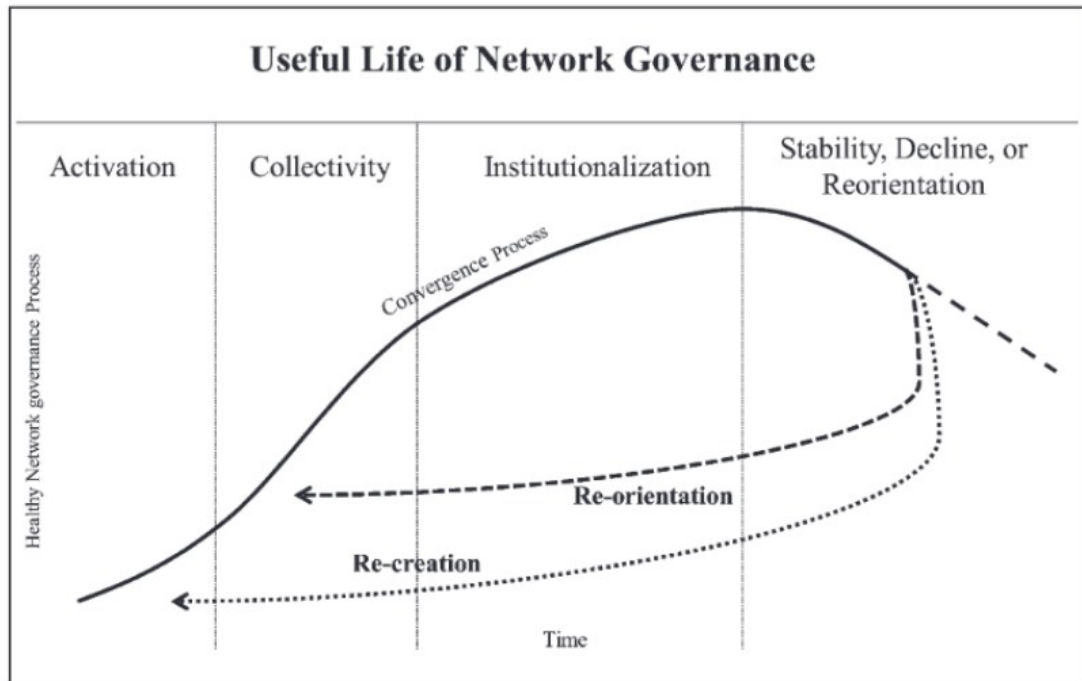 Useful Life of Network Governance
Activation
Collectivity
Institutionalization
Stability, Decline, or
Reorientation
Convergence Process
Healthy Network governance Process
Re-orientation
Re-creation
Time